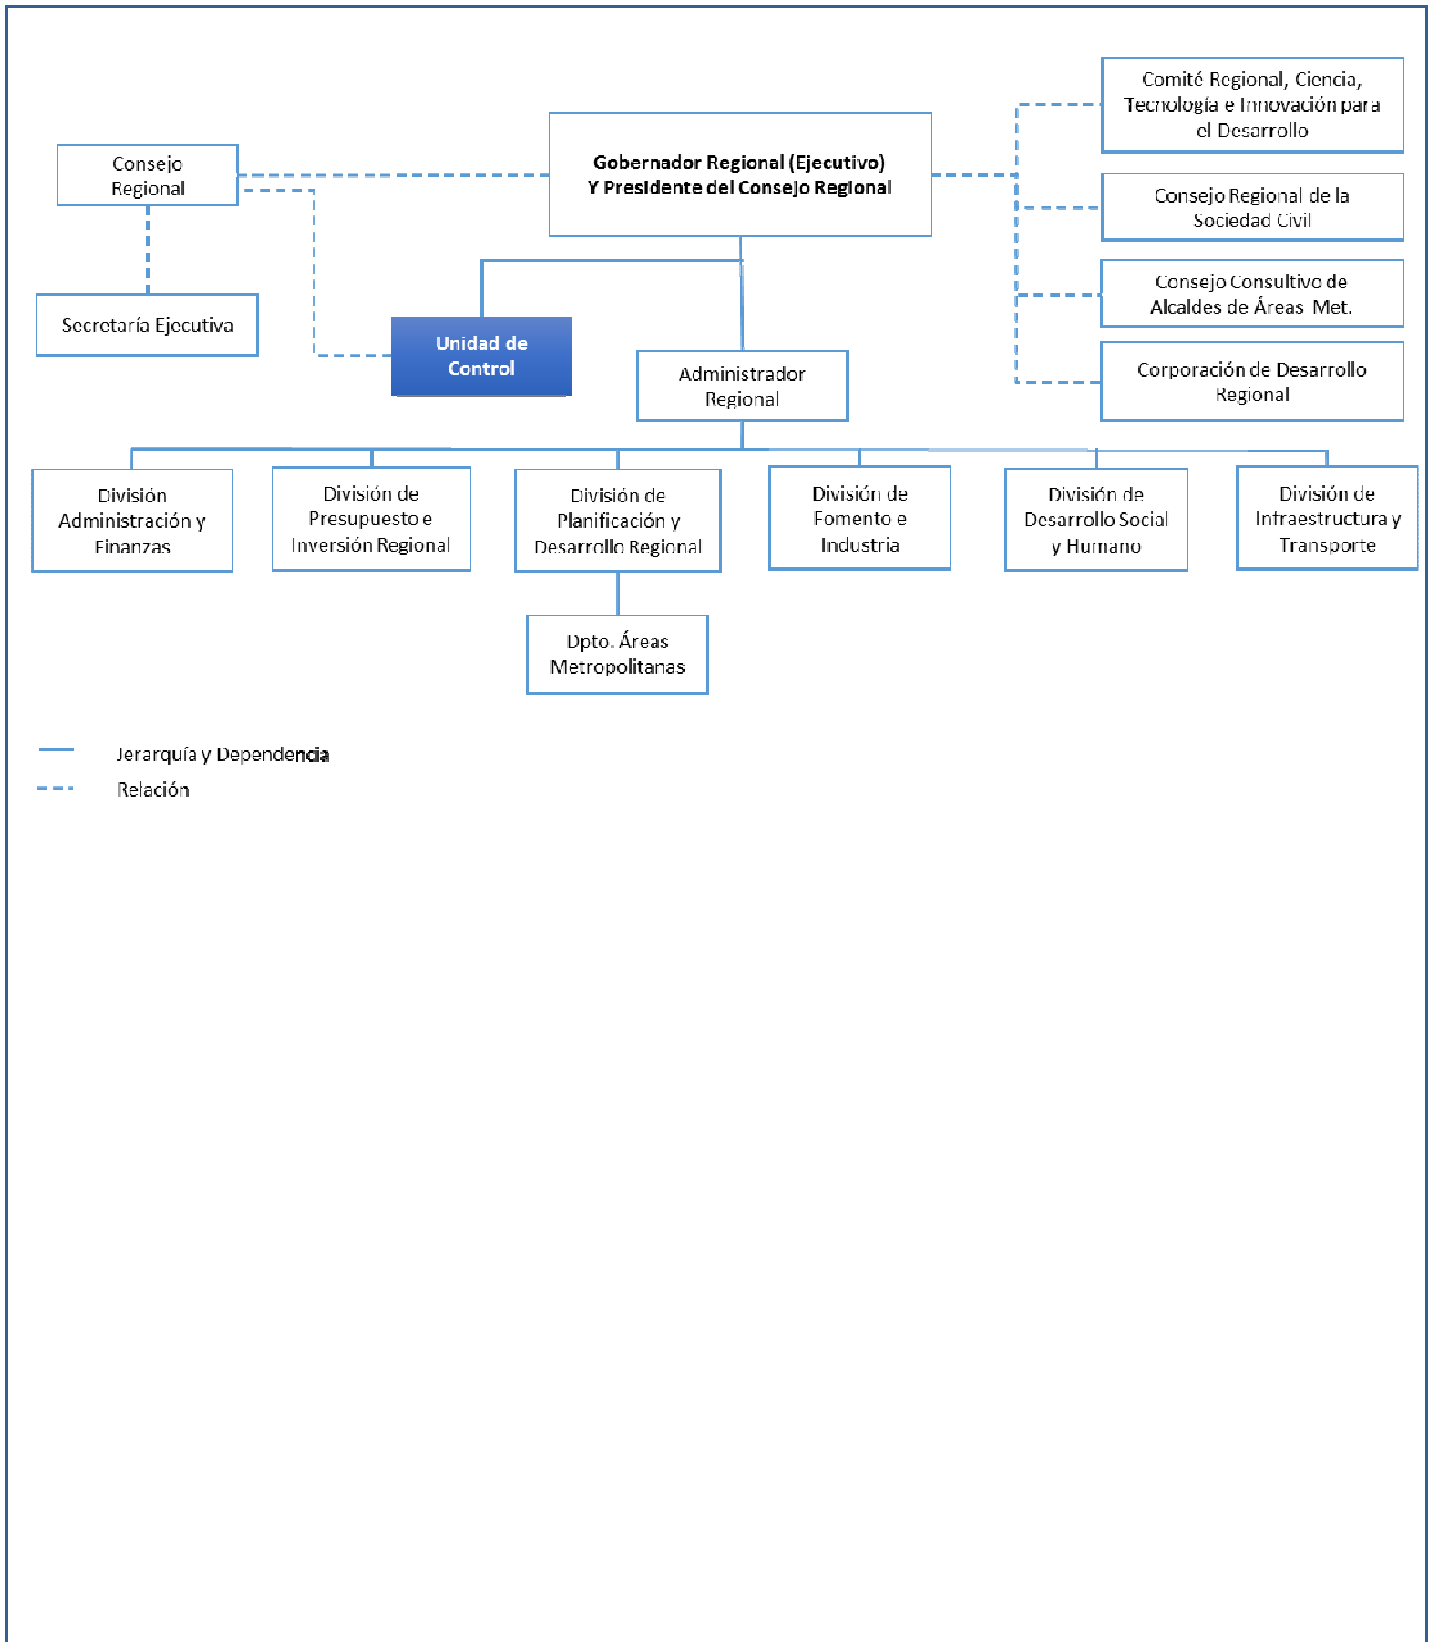 Comité Regional, Ciencia,
Tecnología e Innovación para
el Desarrollo
Gobernador Regional (Ejecutivo)
Y Presidente del Consejo Regional
Consejo
Regional
Consejo Regional de la
Sociedad Civil
Consejo Consultivo de
Alcaldes de Áreas Met.
Secretaría Ejecutiva
Unidad de
Control
Administrador
Regional
Corporación de Desarrollo
Regional
División
Administración y
Finanzas
División de
Presupuesto e
Inversión Regional
División de
Planificación y
Desarrollo Regional
División de
Fomento e
Industria
División de
Desarrollo Social
y Humano
División de
Infraestructura y
Transporte
Dpto. Áreas
Metropolitanas
Jerarquía y Dependencia
Relación